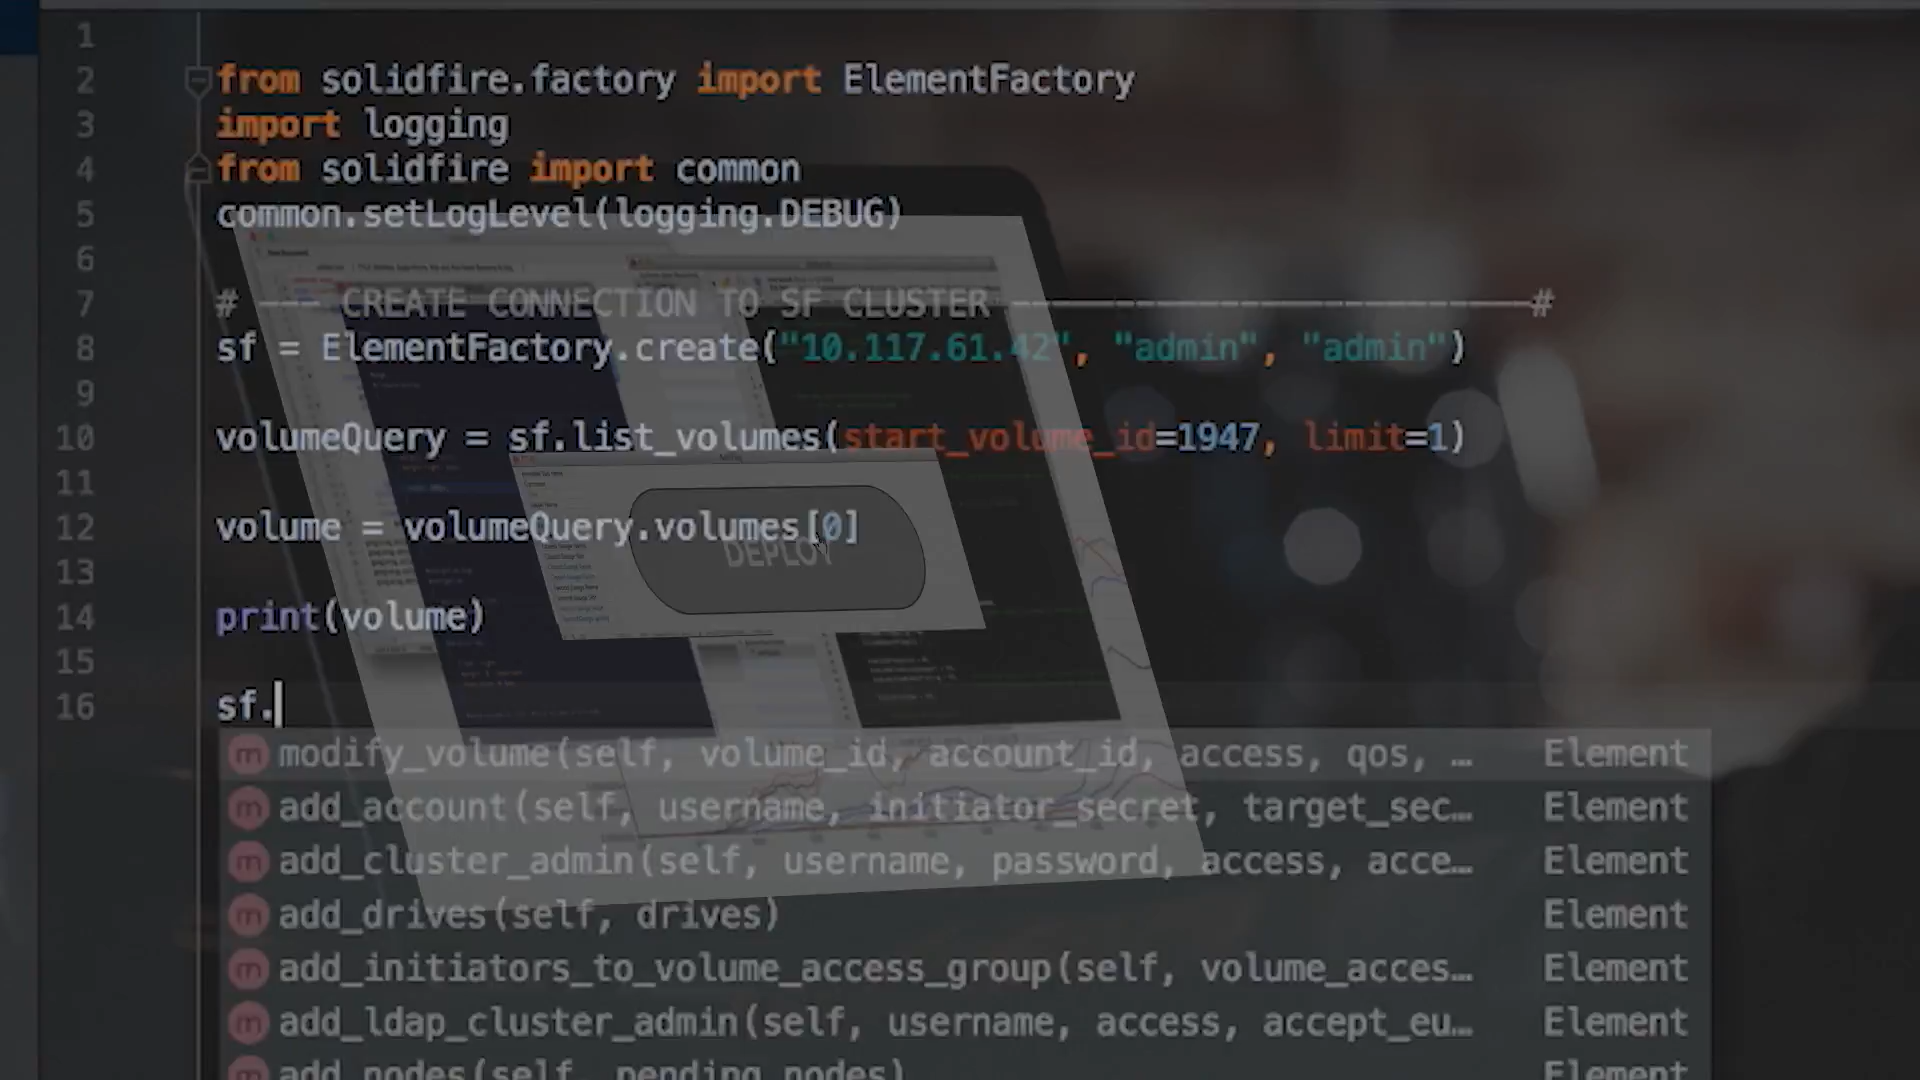 1
2 from solidfire.factory import ElementFactory
3 import logging
4 from solidfire import common
5 common.setLogLevel(logging.DEBUG)
6
7 # --- CREATE CONNECTION TO SF CLUSTER -------------------------#
8 sf = ElementFactory.create("10.117.61.42", "admin", "admin")
9
10 volumeQuery = sf.list_volumes(start_volume_id=1947, limit=1)
11
12 volume = volumeQuery.volumes[0]
DEPLOY
13
14 print(volume)
15
16 sf.
m modify_volume(self, volume_id, account_id, access, qos, … Element
m add_account(self, username, initiator_secret, target_sec… Element
m add_cluster_admin(self, username, password, access, acce… Element
m add_drives(self, drives) Element
m add_initiators_to_volume_access_group(self, volume_acces… Element
m add_ldap_cluster_admin(self, username, access, accept_eu… Element
m add_nodes(self, pending_nodes) Element